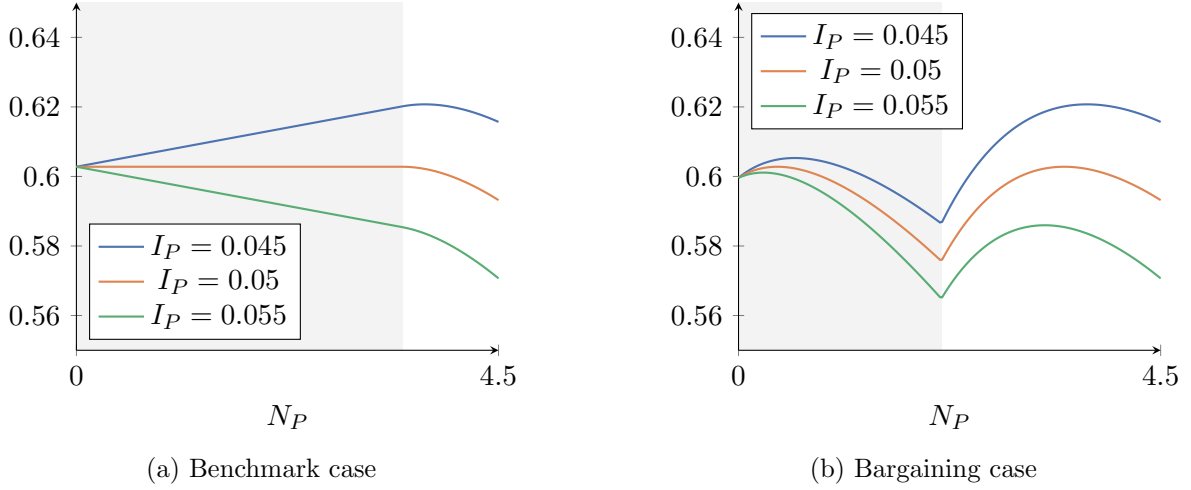 0.64
0.62
0.6
0.58
0.56
0
4.5
N_P
I_P = 0.045
I_P = 0.05
I_P = 0.055
(a) Benchmark case
0.64
0.62
0.6
0.58
0.56
0
4.5
N_P
I_P = 0.045
I_P = 0.05
I_P = 0.055
(b) Bargaining case